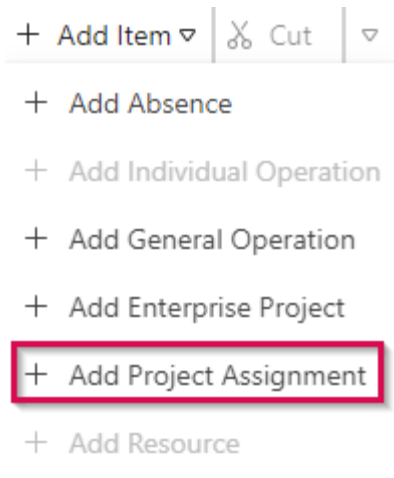 + Add Item ▿ Cut ▿
+ Add Absence
+ Add Individual Operation
+ Add General Operation
+ Add Enterprise Project
+ Add Project Assignment
+ Add Resource